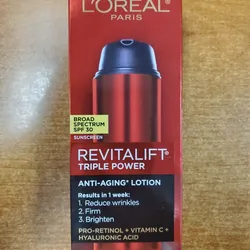 L'ORÉAL
PARIS
BROAD
SPECTRUM
SPF 30
SUNSCREEN
REVITALIFT®
TRIPLE POWER
ANTI-AGING* LOTION
Results in 1 week:
1. Reduce wrinkles
2. Firm
3. Brighten
PRO-RETINOL + VITAMIN C +
HYALURONIC ACID